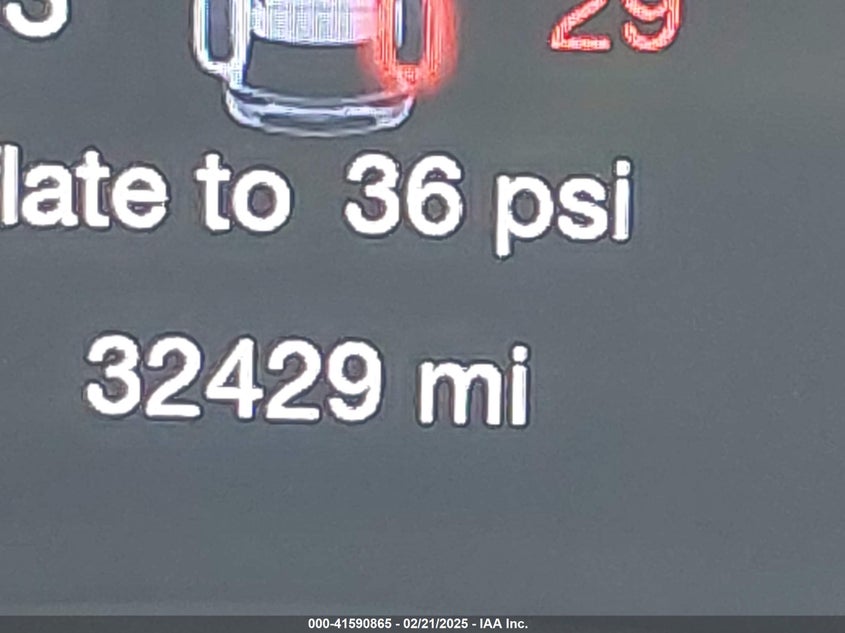 29
late to 36 psi
32429 mi
000-41590865 - 02/21/2025 - IAA Inc.